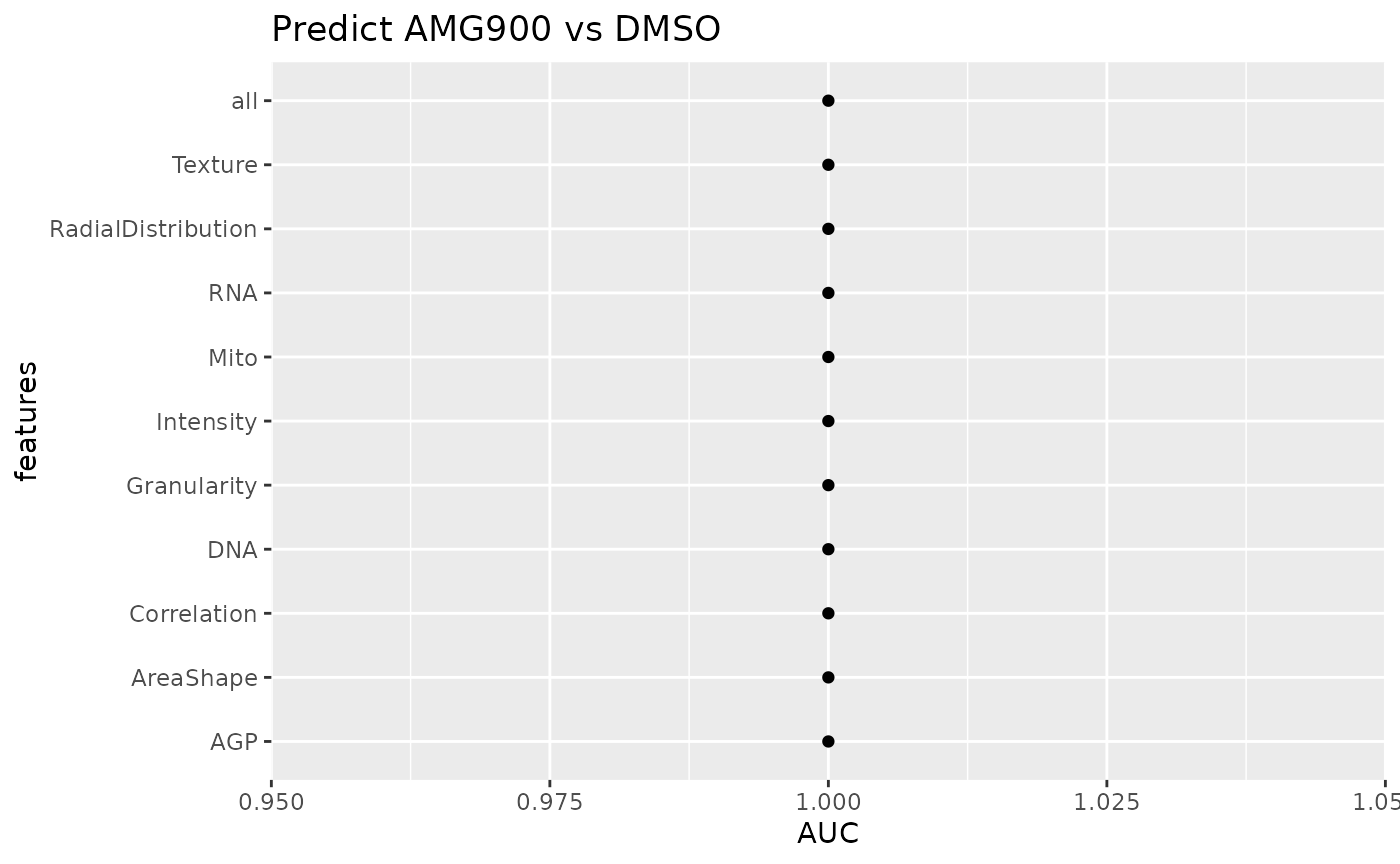 Predict AMG900 vs DMSO
all
Texture
RadialDistribution
RNA
Mito
Intensity
Granularity
DNA
Correlation
AreaShape
AGP
features
0.950 0.975 1.000 1.025 1.05
AUC